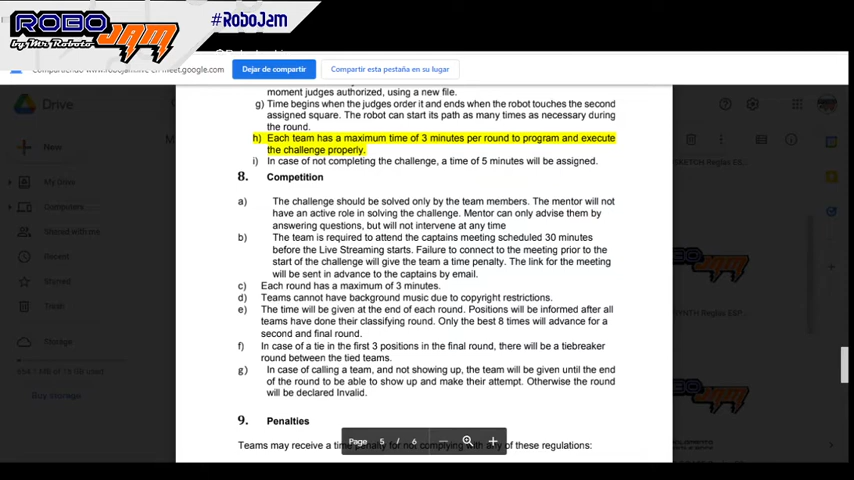 ROBO
JAM
by Mr Roboto
#RoboJam
meet.google.com
Dejar de compartir
Compartir esta pestaña en su lugar
Drive
New
My Drive
Computers
Shared with me
Recent
Starred
Trash
Storage
Buy storage
moment judges authorized, using a new file.
g) Time begins when the judges order it and ends when the robot touches the second
assigned square. The robot can start its path as many times as necessary during
the round.
h) Each team has a maximum time of 3 minutes per round to program and execute
the challenge properly.
i) In case of not completing the challenge, a time of 5 minutes will be assigned.
8. Competition
a) The challenge should be solved only by the team members. The mentor will not
have an active role in solving the challenge. Mentor can only advise them by
answering questions, but will not intervene at any time
b) The team is required to attend the captains meeting scheduled 30 minutes
before the Live Streaming starts. Failure to connect to the meeting prior to the
start of the challenge will give the team a time penalty. The link for the meeting
will be sent in advance to the captains by email.
c) Each round has a maximum of 3 minutes.
d) Teams cannot have background music due to copyright restrictions.
e) The time will be given at the end of each round. Positions will be informed after all
teams have done their classifying round. Only the best 8 times will advance for a
second and final round.
f) In case of a tie in the first 3 positions in the final round, there will be a tiebreaker
round between the tied teams.
g) In case of calling a team, and not showing up, the team will be given until the end
of the round to be able to show up and make their attempt. Otherwise the round
will be declared Invalid.
9. Penalties
Teams may receive a time penalty for not complying with any of these regulations:
Page 5 / 6
SKETCH Reglas ESP...
SYNTH Reglas ESP...